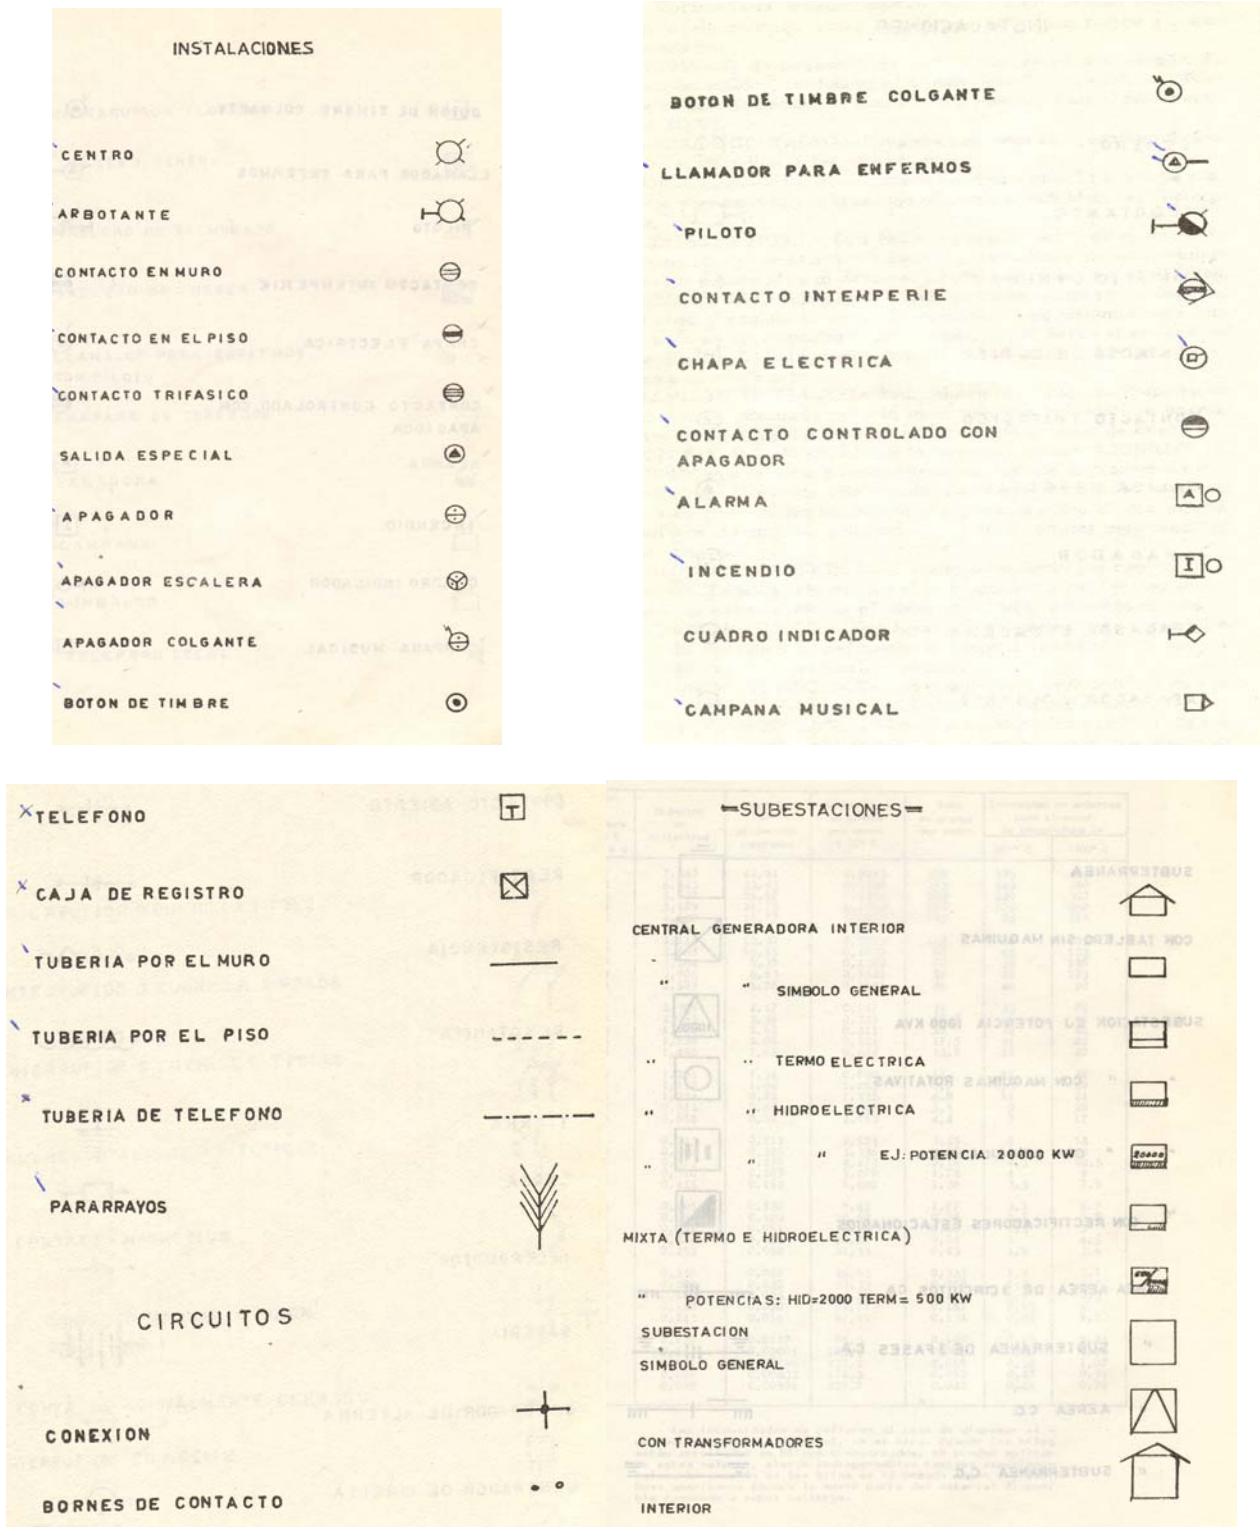 INSTALACIONES
CENTRO
ARBOTANTE
CONTACTO EN MURO
CONTACTO EN EL PISO
CONTACTO TRIFASICO
SALIDA ESPECIAL
APAGADOR
APAGADOR ESCALERA
APAGADOR COLGANTE
BOTON DE TIMBRE
BOTON DE TIMBRE COLGANTE
LLAMADOR PARA ENFERMOS
PILOTO
CONTACTO INTEMPERIE
CHAPA ELECTRICA
CONTACTO CONTROLADO CON
APAGADOR
ALARMA A
INCENDIO I
CUADRO INDICADOR
CAMPANA MUSICAL
TELEFONO T
CAJA DE REGISTRO
TUBERIA POR EL MURO
TUBERIA POR EL PISO
TUBERIA DE TELEFONO
PARARRAYOS
CIRCUITOS
CONEXION
BORNES DE CONTACTO
SUBESTACIONES
CENTRAL GENERADORA INTERIOR
" " SIMBOLO GENERAL
" " TERMO ELECTRICA
" " HIDROELECTRICA
" " " EJ: POTENCIA 20000 KW 20000
MIXTA (TERMO E HIDROELECTRICA)
" POTENCIAS: HID=2000 TERM= 500 KW
SUBESTACION
SIMBOLO GENERAL
CON TRANSFORMADORES
INTERIOR